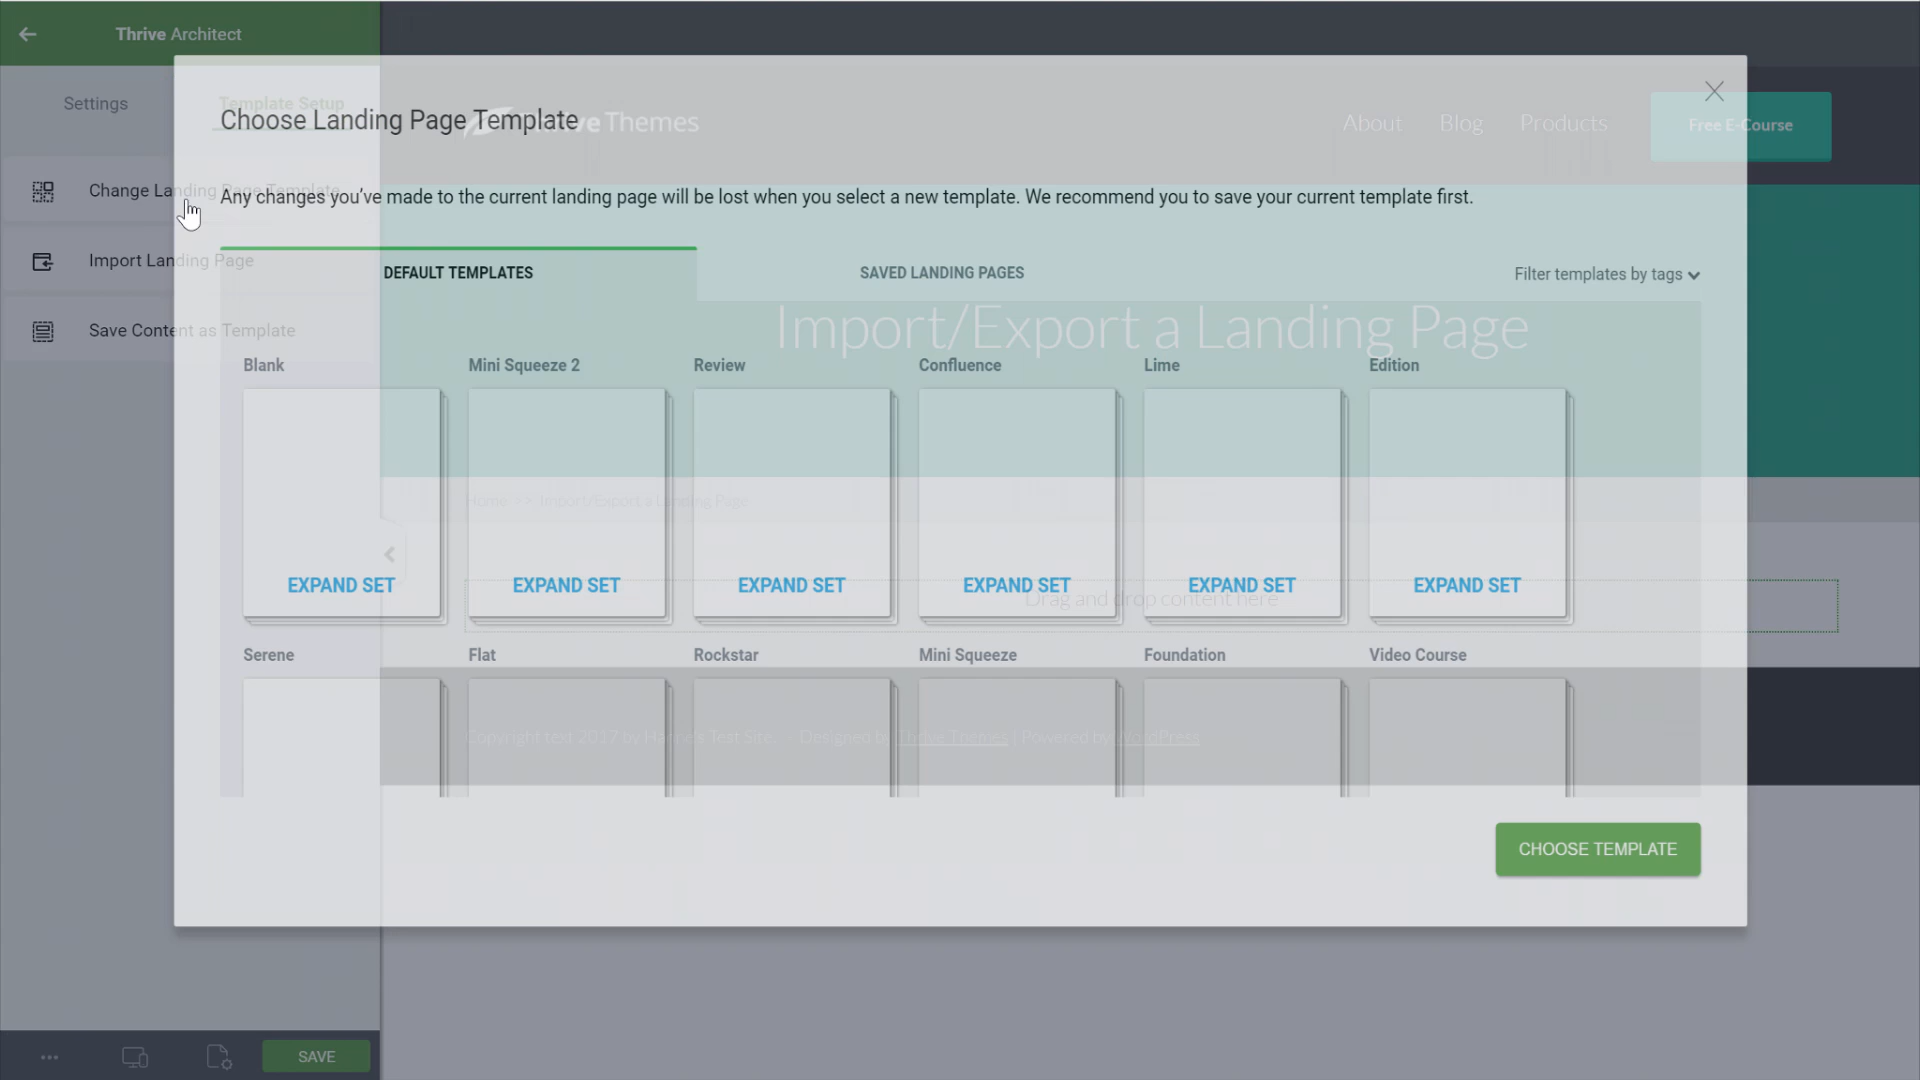 Thrive Architect
Settings
Template Setup
Choose Landing Page Template
Thrive Themes
About
Blog
Products
Free E-Course
Change Landing Page Template
Any changes you've made to the current landing page will be lost when you select a new template. We recommend you to save your current template first.
Import Landing Page
DEFAULT TEMPLATES
SAVED LANDING PAGES
Filter templates by tags
Save Content as Template
Import/Export a Landing Page
Blank
Mini Squeeze 2
Review
Confluence
Lime
Edition
Home >> Import/Export a Landing Page
EXPAND SET
EXPAND SET
EXPAND SET
EXPAND SET
EXPAND SET
EXPAND SET
Drag and drop content here
Serene
Flat
Rockstar
Mini Squeeze
Foundation
Video Course
Copyright text 2017 by Hanne's Test Site. - Designed by Thrive Themes | Powered by WordPress
CHOOSE TEMPLATE
SAVE